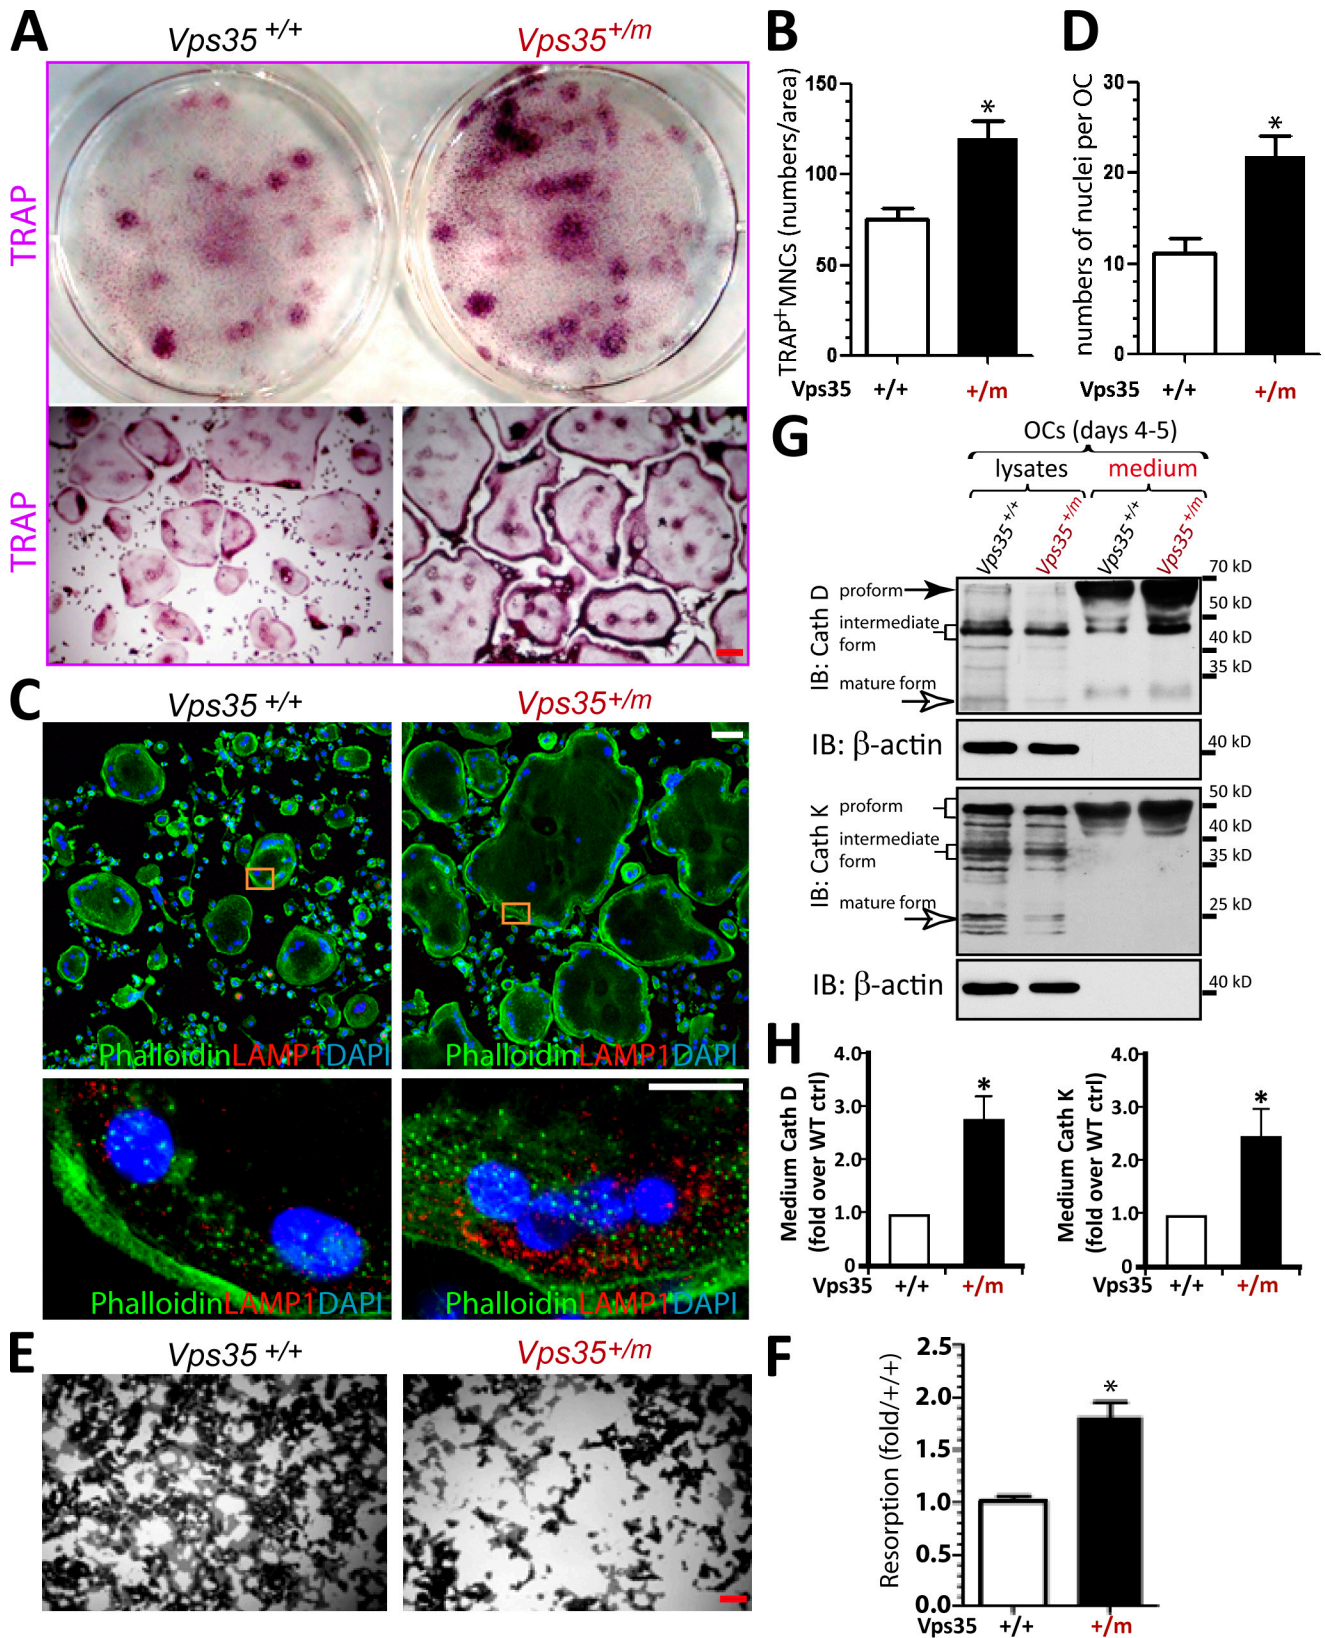 A
Vps35 +/+
Vps35+/m
TRAP
TRAP
B
TRAP+MNCs (numbers/area)
150
100
50
0
Vps35 +/+ +/m
*
D
numbers of nuclei per OC
30
20
10
0
Vps35 +/+ +/m
*
C
Vps35 +/+
Vps35+/m
PhalloidinLAMP1DAPI
PhalloidinLAMP1DAPI
PhalloidinLAMP1DAPI
PhalloidinLAMP1DAPI
G
OCs (days 4-5)
lysates medium
Vps35+/+ Vps35+/m Vps35+/+ Vps35+/m
IB: Cath D
proform
intermediate
form
mature form
70 kD
50 kD
40 kD
35 kD
IB: β-actin
40 kD
IB: Cath K
proform
intermediate
form
mature form
50 kD
40 kD
35 kD
25 kD
IB: β-actin
40 kD
H
Medium Cath D
(fold over WT ctrl)
4.0
3.0
2.0
1.0
0
*
Vps35 +/+ +/m
Medium Cath K
(fold over WT ctrl)
4.0
3.0
2.0
1.0
0
*
Vps35 +/+ +/m
E
Vps35 +/+
Vps35+/m
F
Resorption (fold/+/+)
2.5
2.0
1.5
1.0
0.5
0.0
*
Vps35 +/+ +/m